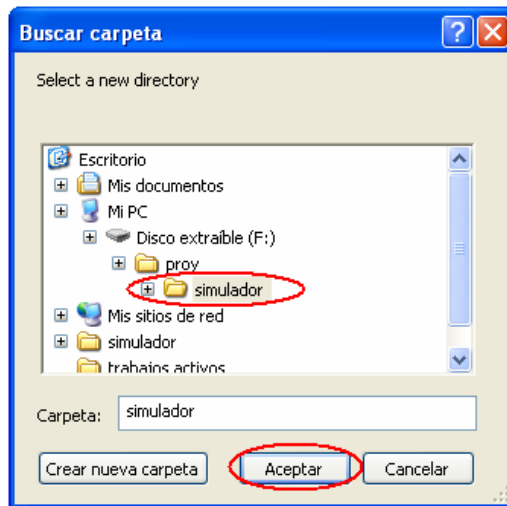 Buscar carpeta
Select a new directory
Escritorio
Mis documentos
Mi PC
Disco extraíble (F:)
proy
simulador
Mis sitios de red
simulador
trabajos activos
Carpeta: simulador
Crear nueva carpeta Aceptar Cancelar